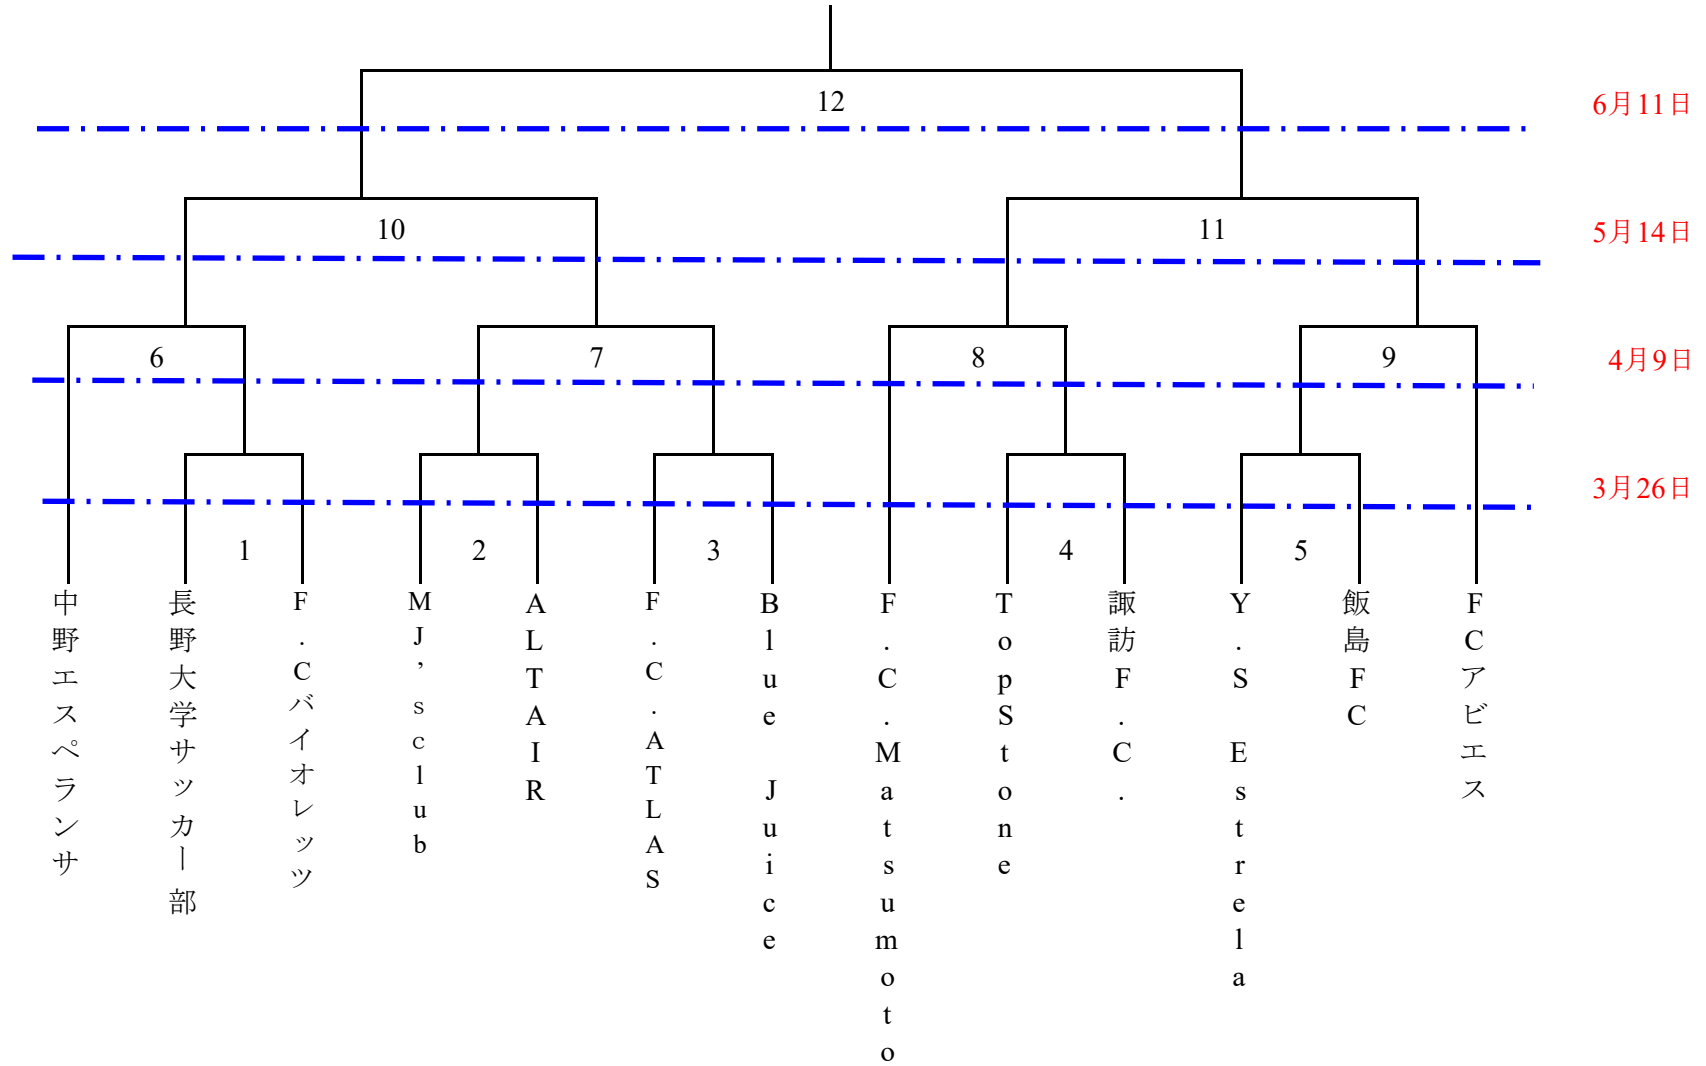 12
6月11日
10
11
5月14日
6
7
8
9
4月9日
3月26日
1
2
3
4
5
中野エスペランサ
長野大学サッカー部
F.Cバイオレッツ
MJ’sclub
ALTAIR
F.C.ATLAS
Blue Juice
F.C.Matsumoto
TopStone
諏訪F.C.
Y.S Estrela
飯島FC
FCアビエス